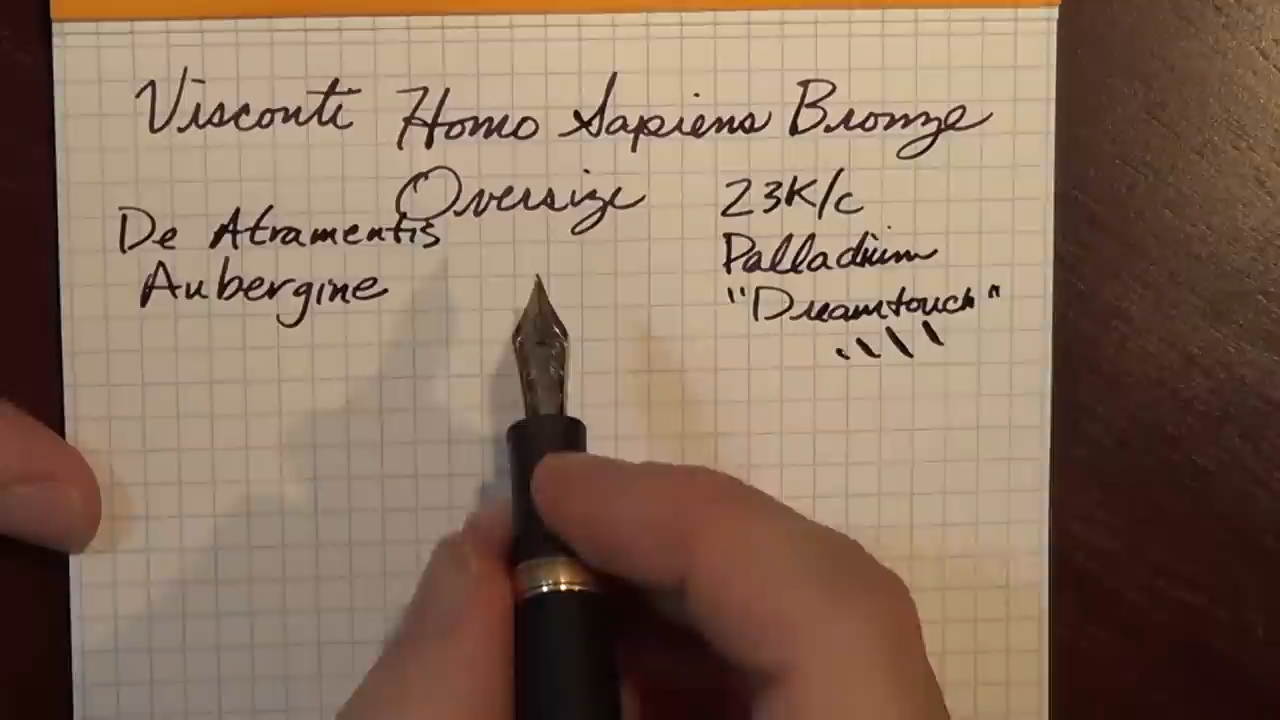 Visconti Homo Sapiens Bronze
Oversize
De Atramentis
Aubergine
23K/c
Palladium
"Dreamtouch"